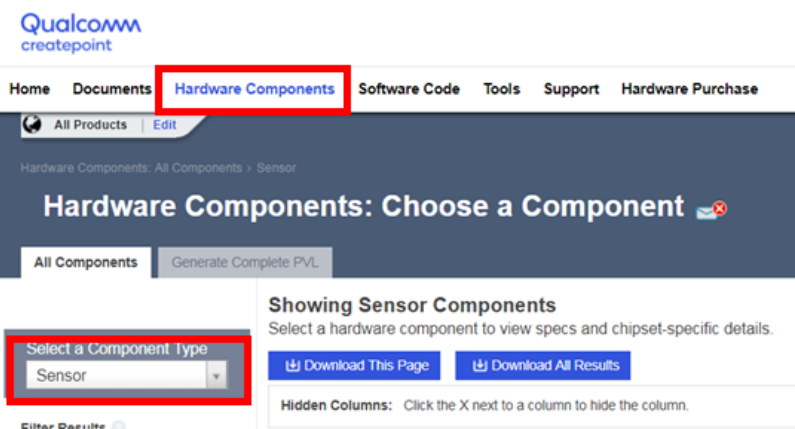 Qualcomm
createpoint
Home Documents Hardware Components Software Code Tools Support Hardware Purchase
All Products | Edit
Hardware Components: All Components > Sensor
Hardware Components: Choose a Component
All Components Generate Complete PVL
Showing Sensor Components
Select a hardware component to view specs and chipset-specific details.
Select a Component Type
Sensor
Download This Page Download All Results
Hidden Columns: Click the X next to a column to hide the column.
Filter Results